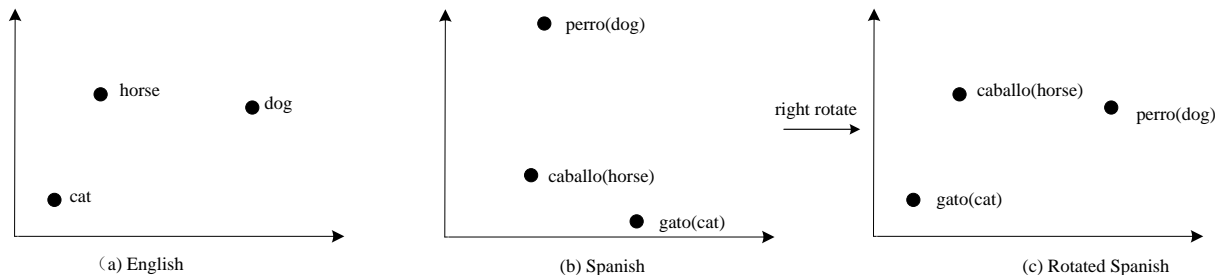 horse
dog
cat
（a) English
perro(dog)
caballo(horse)
gato(cat)
(b) Spanish
right rotate
caballo(horse)
perro(dog)
gato(cat)
(c) Rotated Spanish